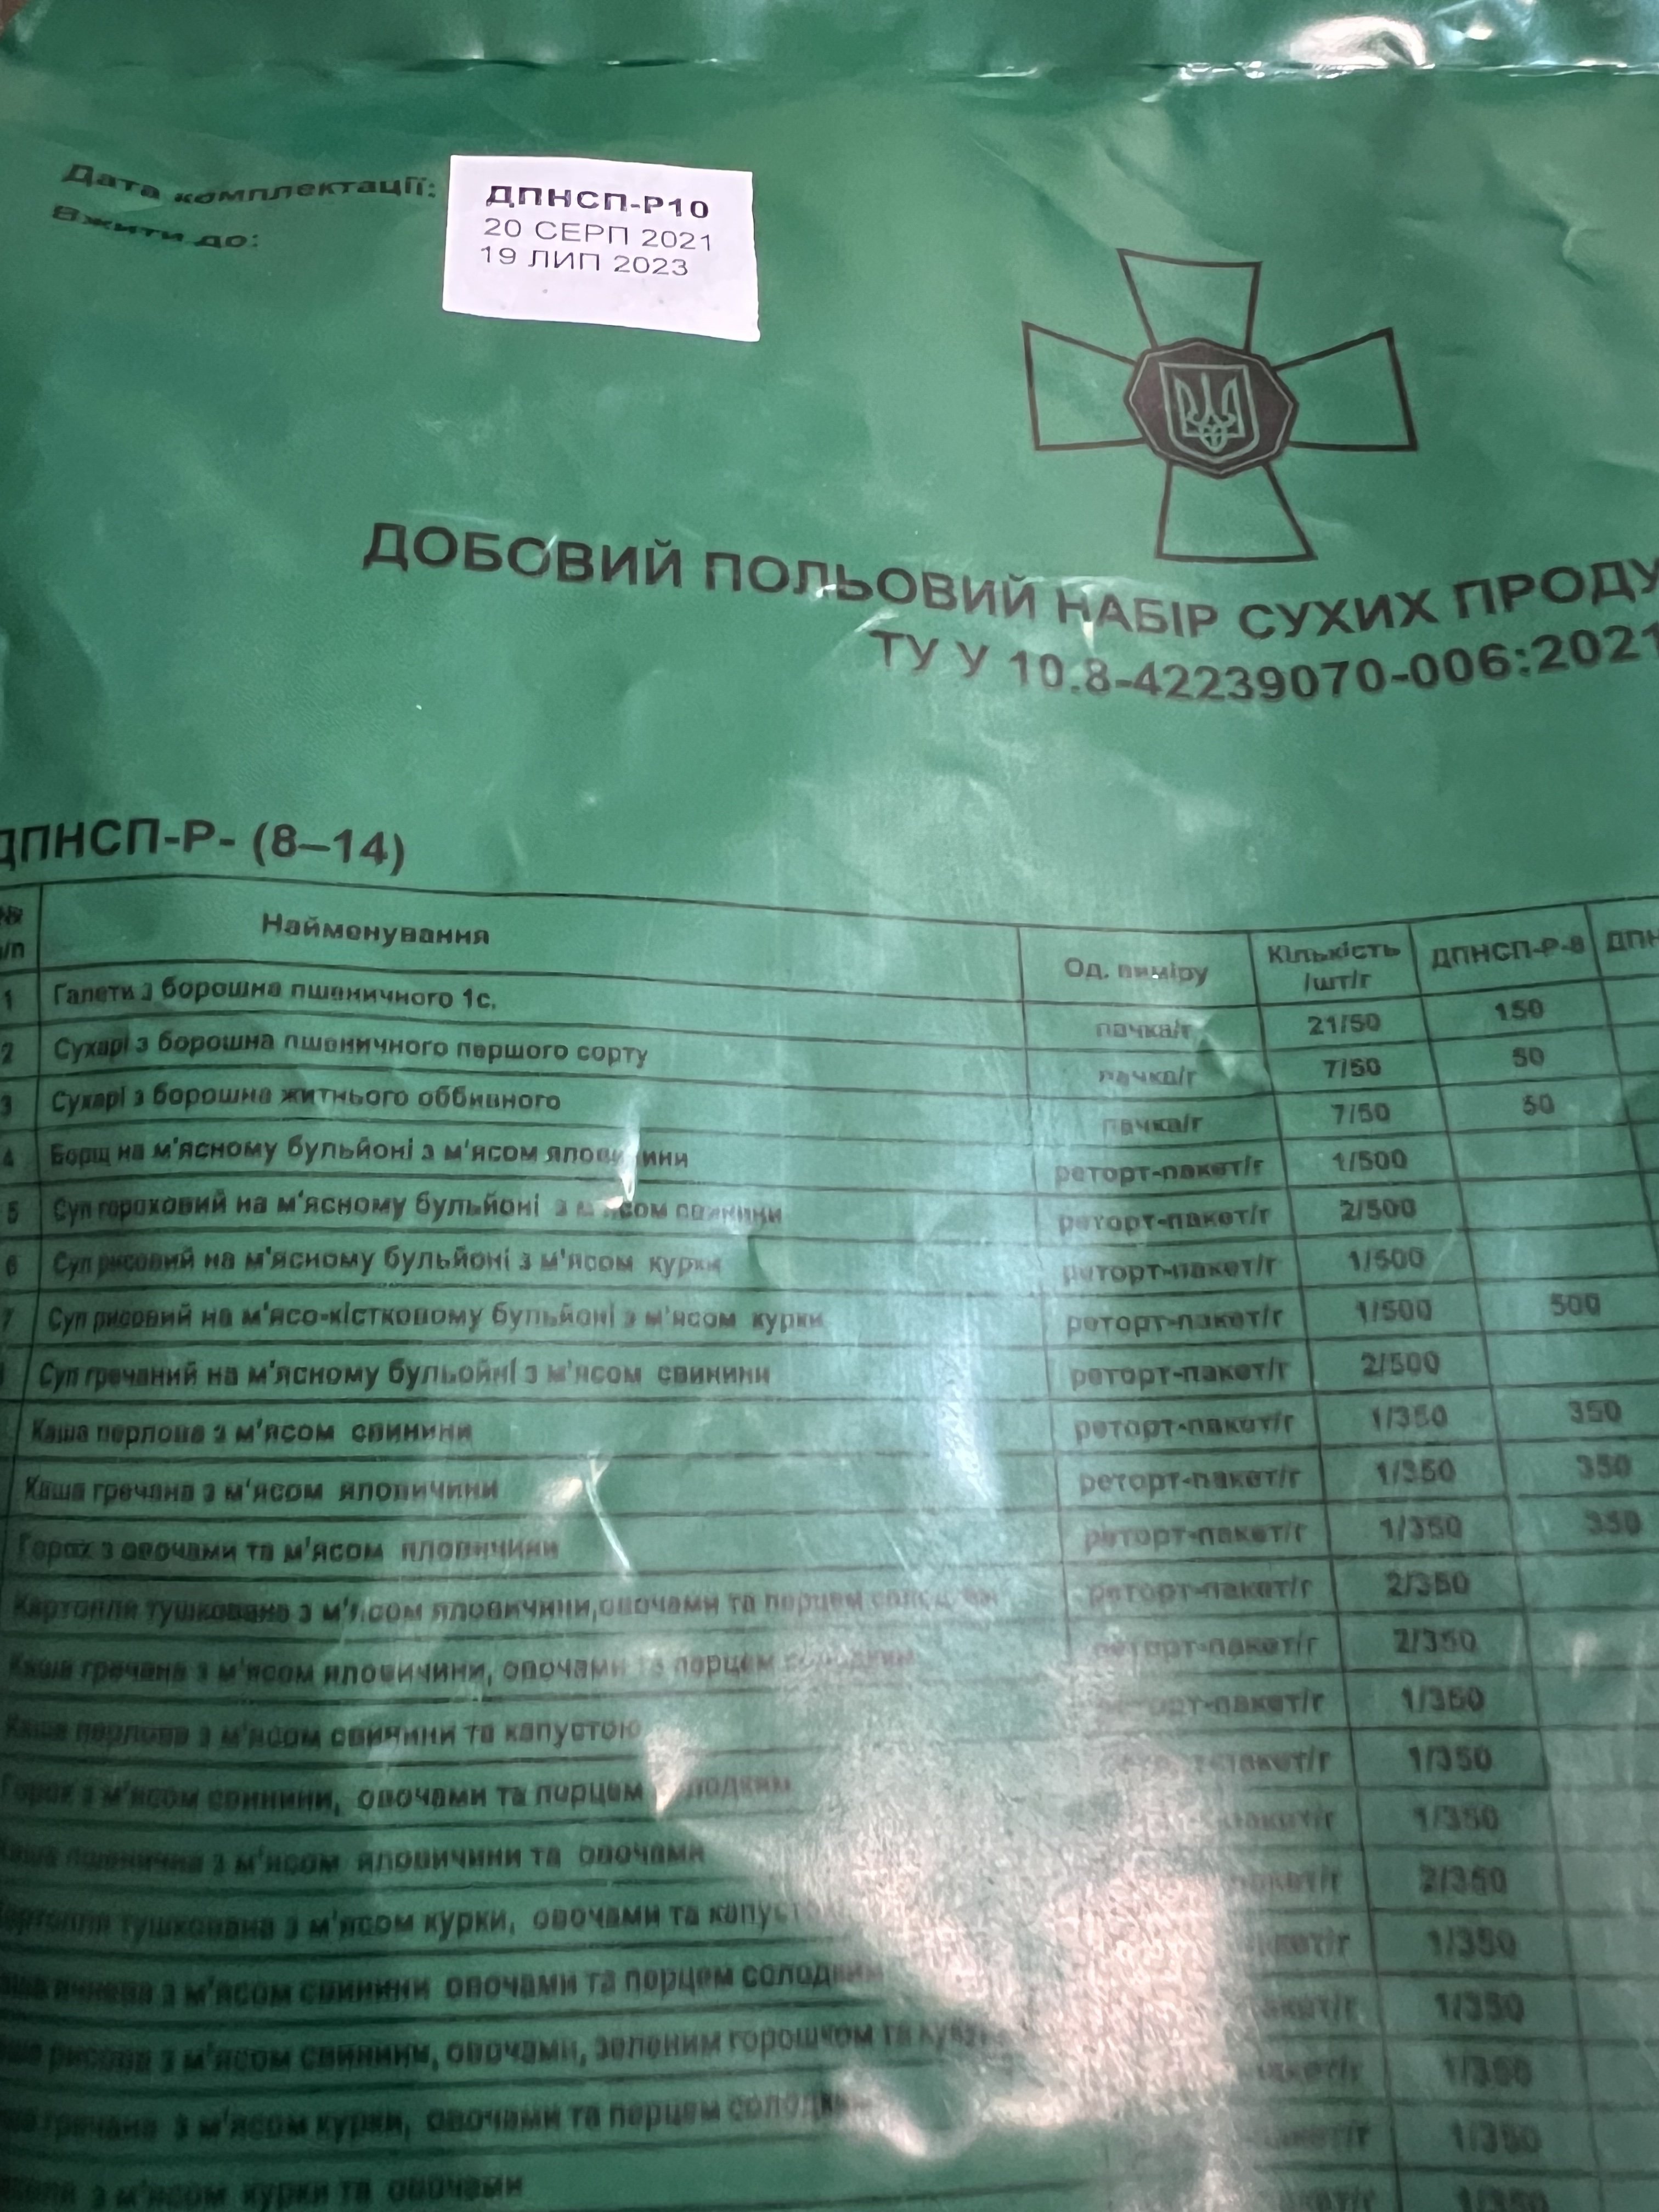 Дата комплектації:
Вжити до:
ДПНСП-Р10
20 СЕРП 2021
19 ЛИП 2023
ДОБОВИЙ ПОЛЬОВИЙ НАБІР СУХИХ ПРОДУ
ТУ У 10.8-42239070-006:2021
ДПНСП-Р- (8–14)
№ п/п Найменування Од. виміру Кількість /шт/г ДПНСП-Р-8 ДПН
1 Галети з борошна пшеничного 1с. пачка/г 21/50 150
2 Сухарі з борошна пшеничного першого сорту пачка/г 7/50 50
3 Сухарі з борошна житнього оббивного пачка/г 7/50 50
4 Борщ на м'ясному бульйоні з м'ясом яловичини реторт-пакет/г 1/500
5 Суп гороховий на м'ясному бульйоні з м'ясом свинини реторт-пакет/г 2/500
6 Суп рисовий на м'ясному бульйоні з м'ясом курки реторт-пакет/г 1/500
7 Суп рисовий на м'ясо-кістковому бульйоні з м'ясом курки реторт-пакет/г 1/500 500
Суп гречаний на м'ясному бульойні з м'ясом свинини реторт-пакет/г 2/500
Каша перлова з м'ясом свинини реторт-пакет/г 1/350 350
Каша гречана з м'ясом яловичини реторт-пакет/г 1/350 350
Горох з овочами та м'ясом яловичини реторт-пакет/г 1/350 350
Картопля тушкована з м'ясом яловичини,овочами та перцем реторт-пакет/г 2/350
Каша гречана з м'ясом яловичини, овочами та перцем солодким реторт-пакет/г 2/350
Каша перлова з м'ясом свинини та капустою реторт-пакет/г 1/350
Горох з м'ясом свинини, овочами та перцем солодким 1/350
Каша пшенична з м'ясом яловичини та овочами 1/350
тушкована з м'ясом курки, овочами та 2/350
з м'ясом свинини овочами та перцем солодким 1/350
рисова з м'ясом свинини, овочами, зеленим горошком та 1/350
гречана з м'ясом курки, овочами та перцем солодким 1/350
з м'ясом курки та овочами 1/350